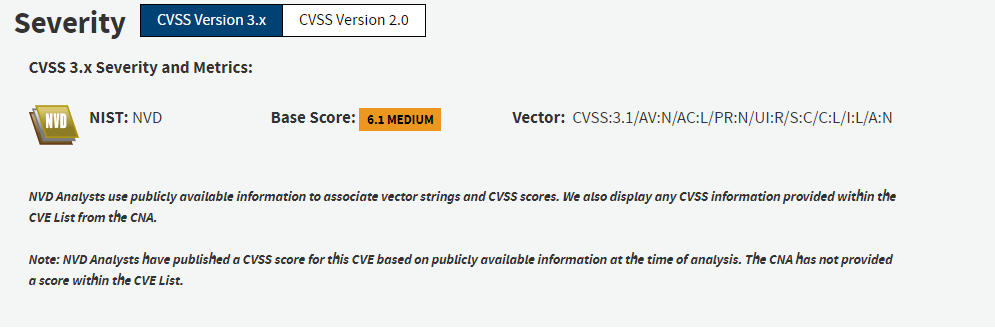 Severity CVSS Version 3.x CVSS Version 2.0
CVSS 3.x Severity and Metrics:
NVD NIST: NVD Base Score: 6.1 MEDIUM Vector: CVSS:3.1/AV:N/AC:L/PR:N/UI:R/S:C/C:L/I:L/A:N
NVD Analysts use publicly available information to associate vector strings and CVSS scores. We also display any CVSS information provided within the
CVE List from the CNA.
Note: NVD Analysts have published a CVSS score for this CVE based on publicly available information at the time of analysis. The CNA has not provided
a score within the CVE List.